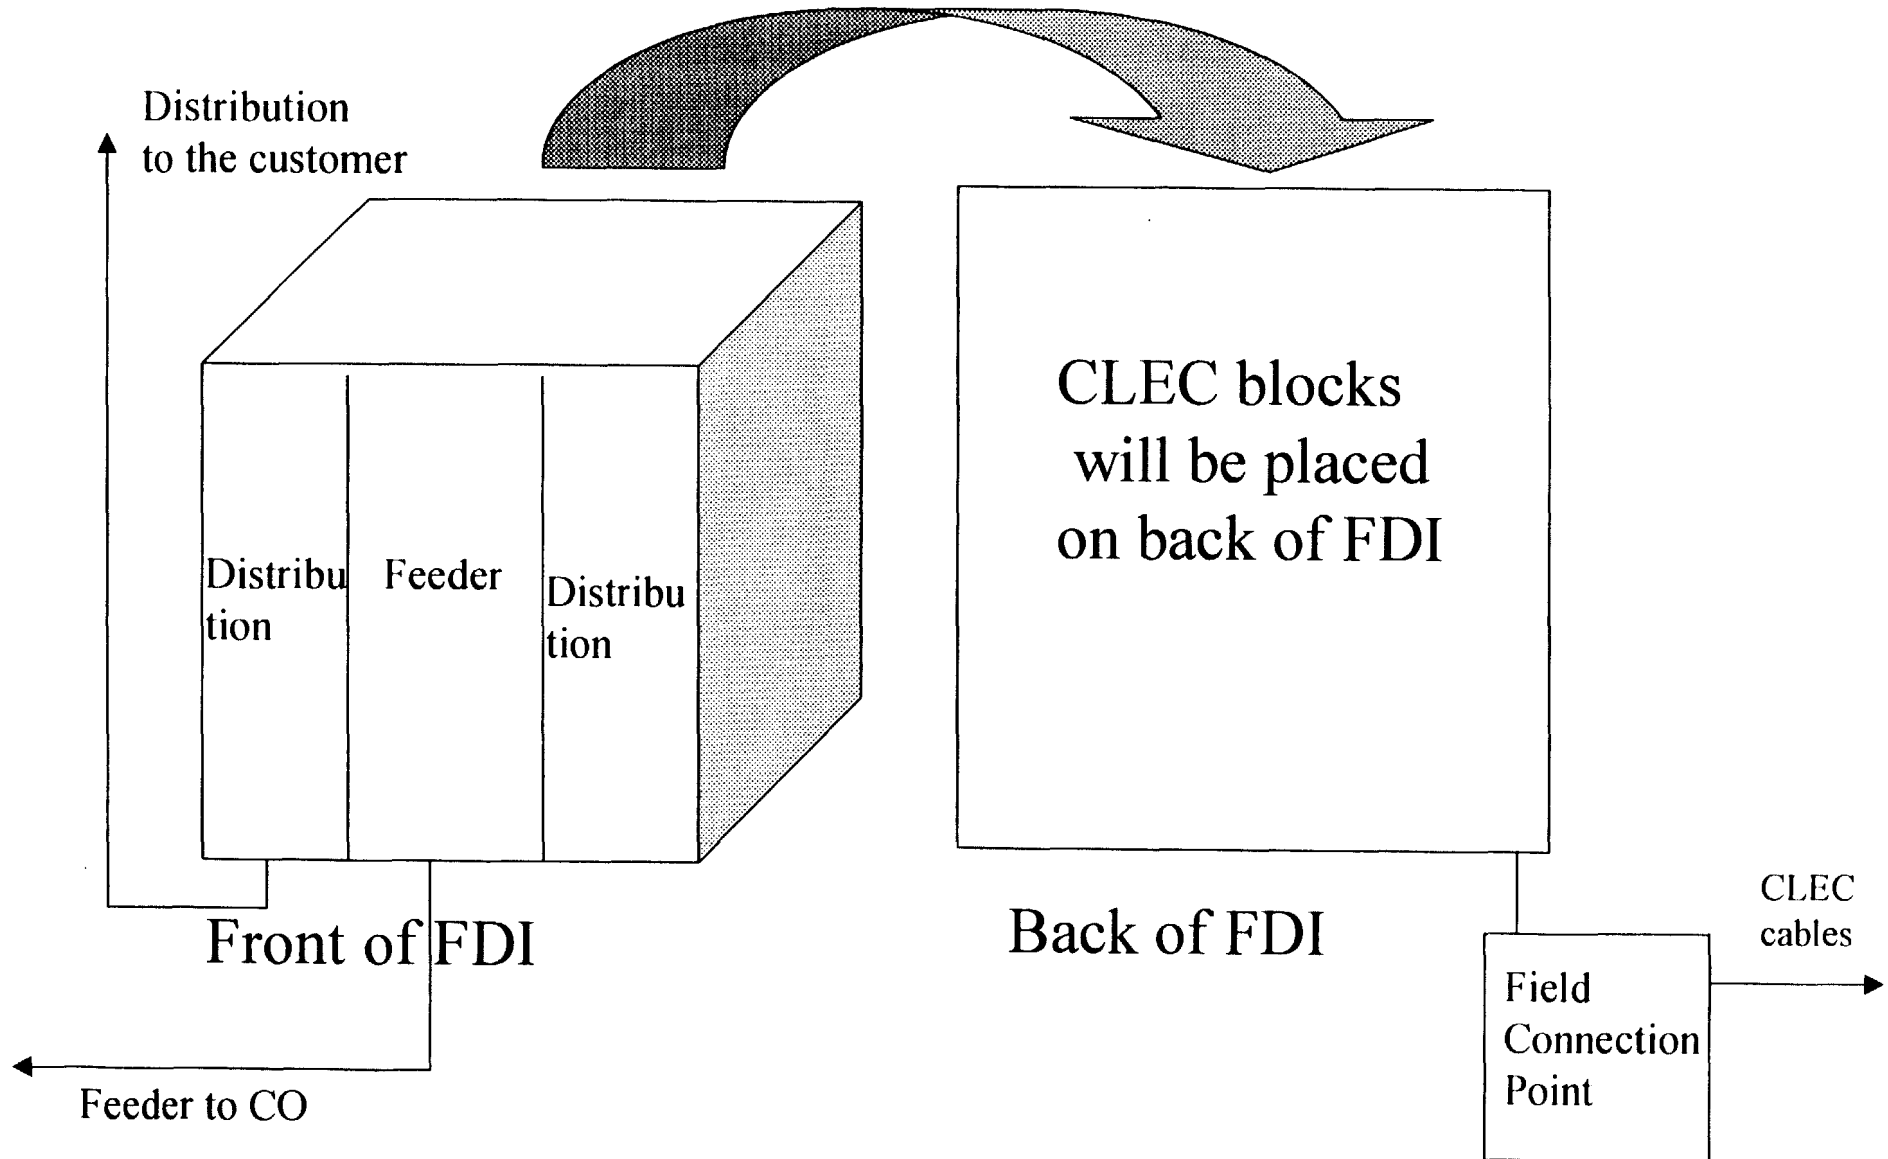 Distribution
to the customer
Distribu
tion
Feeder
Distribu
tion
CLEC blocks
will be placed
on back of FDI
Front of FDI
Back of FDI
CLEC
cables
Field
Connection
Point
Feeder to CO